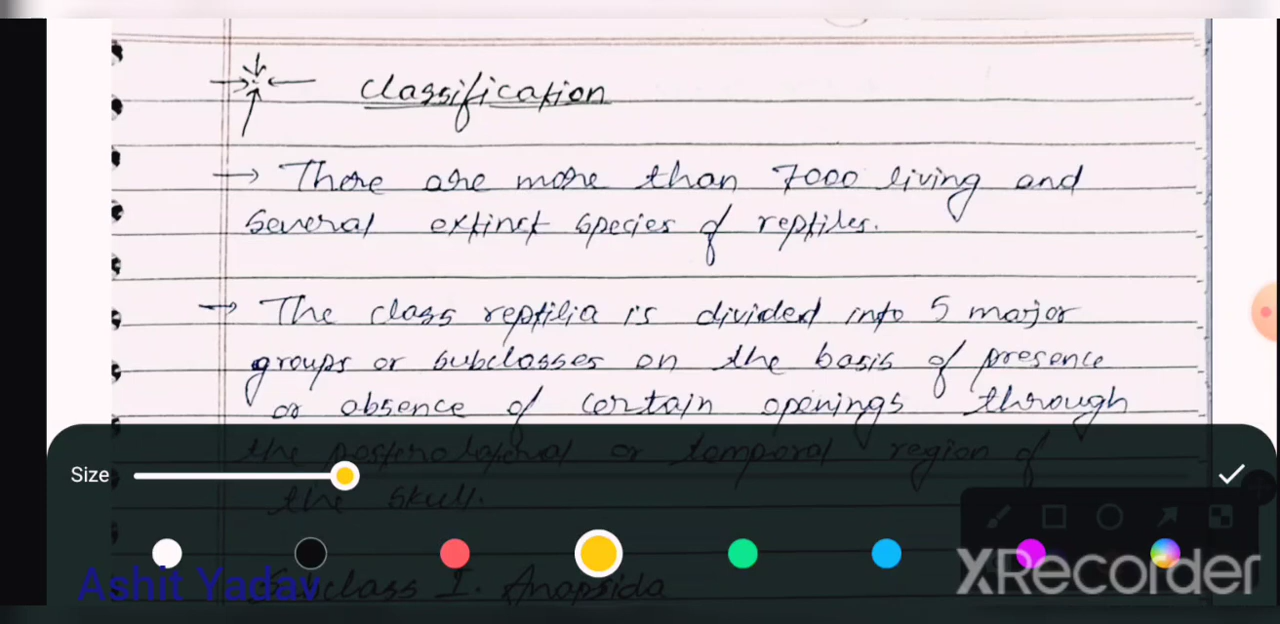 Classification
→ There are more than 7000 living and
several extinct species of reptiles.
→ The class reptilia is divided into 5 major
groups or subclasses on the basis of presence
or absence of certain openings through
the posterolateral or temporal region of
the skull.
Size
Subclass I. Anapsida
Ashit Yadav
XRecorder